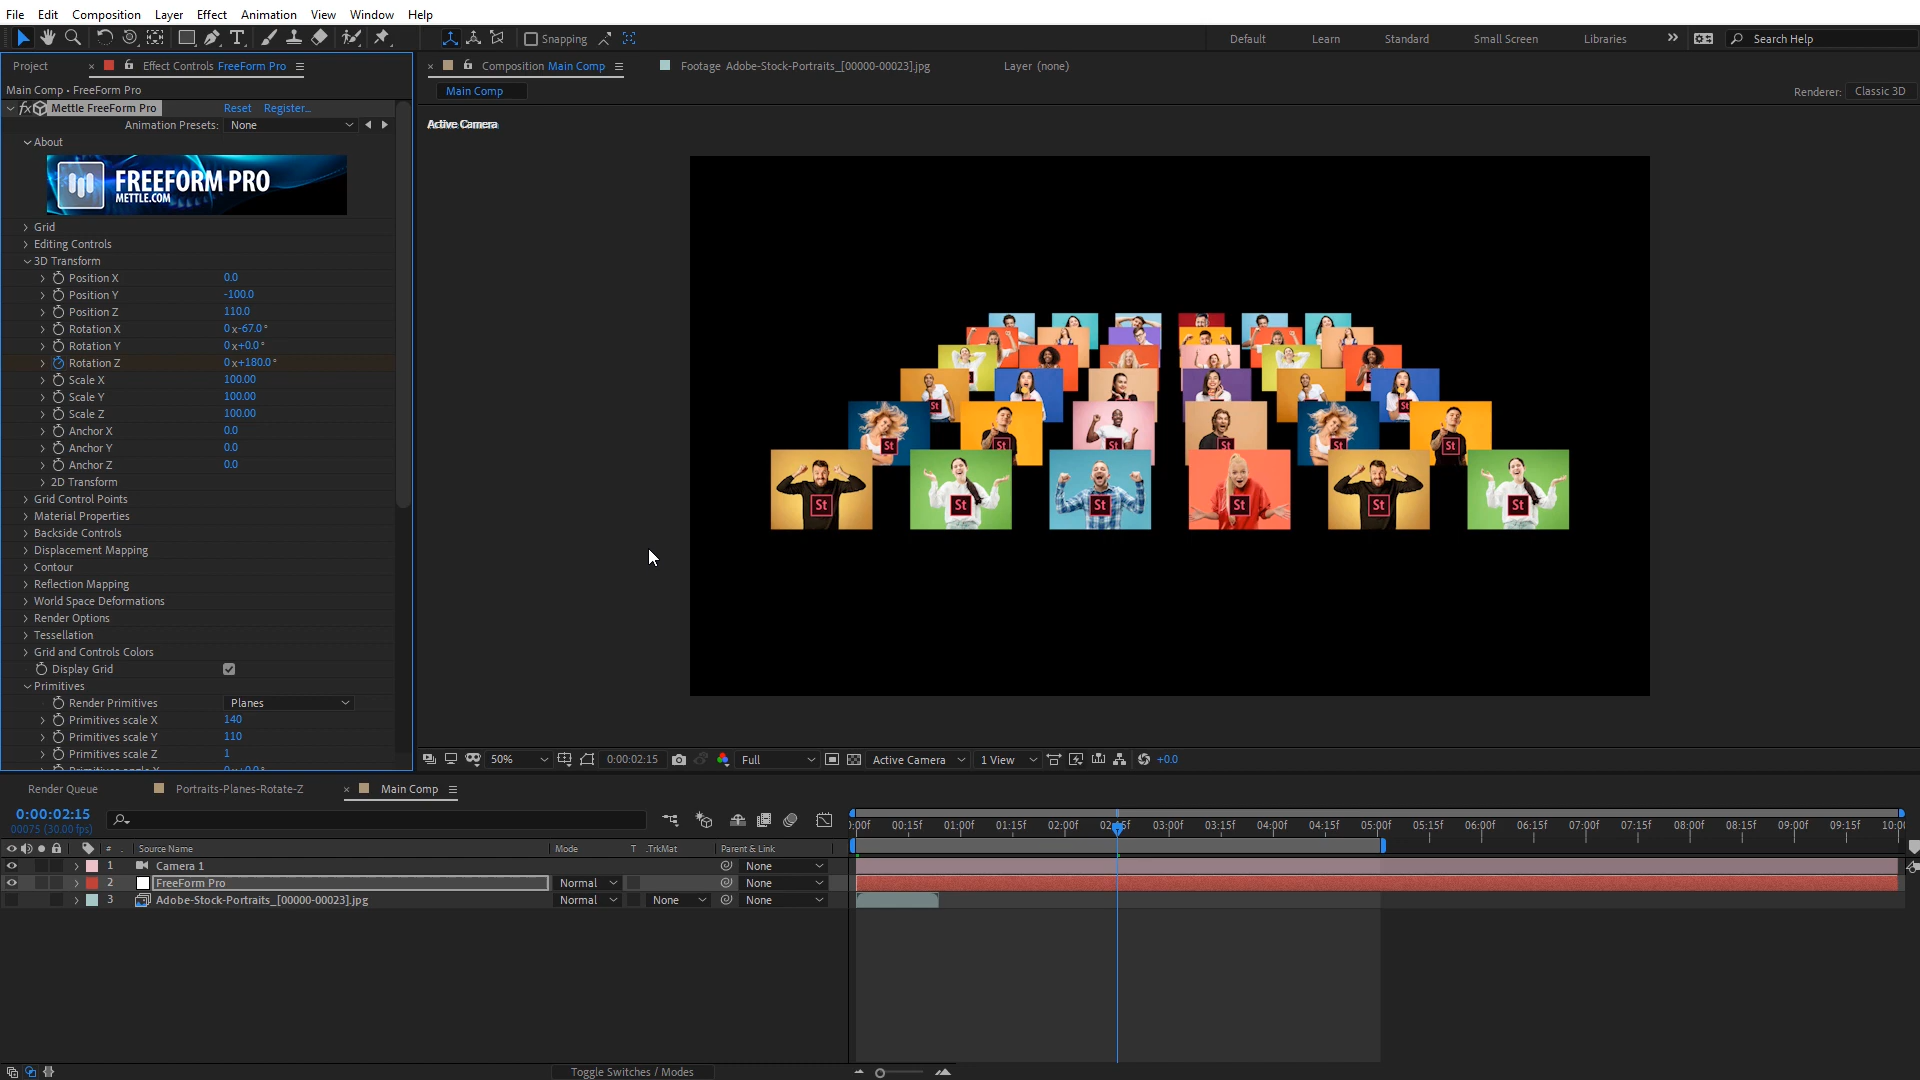 File Edit Composition Layer Effect Animation View Window Help
Snapping
Default Learn Standard Small Screen Libraries Search Help
Project × Effect Controls FreeForm Pro
× Composition Main Comp Footage Adobe-Stock-Portraits_[00000-00023].jpg Layer (none)
Main Comp • FreeForm Pro
Main Comp
Renderer: Classic 3D
fx Mettle FreeForm Pro Reset Register...
Animation Presets: None
Active Camera
About
FREEFORM PRO
METTLE.COM
Grid
Editing Controls
3D Transform
Position X 0.0
Position Y -100.0
Position Z 110.0
Rotation X 0x-67.0°
Rotation Y 0x+0.0°
Rotation Z 0x+180.0°
Scale X 100.00
Scale Y 100.00
Scale Z 100.00
Anchor X 0.0
Anchor Y 0.0
Anchor Z 0.0
2D Transform
Grid Control Points
Material Properties
Backside Controls
Displacement Mapping
Contour
Reflection Mapping
World Space Deformations
Render Options
Tessellation
Grid and Controls Colors
Display Grid
Primitives
Render Primitives Planes
Primitives scale X 140
Primitives scale Y 110
Primitives scale Z 1
St St St St St
St St St St St St
50% 0:00:02:15 Full Active Camera 1 View +0.0
Render Queue Portraits-Planes-Rotate-Z × Main Comp
0:00:02:15
00075 (30.00 fps)
:00f 00:15f 01:00f 01:15f 02:00f 03:00f 03:15f 04:00f 04:15f 05:00f 05:15f 06:00f 06:15f 07:00f 07:15f 08:00f 08:15f 09:00f 09:15f 10:00
# Source Name Mode T .TrkMat Parent & Link
1 Camera 1 None
2 FreeForm Pro Normal None
3 Adobe-Stock-Portraits_[00000-00023].jpg Normal None None
Toggle Switches / Modes